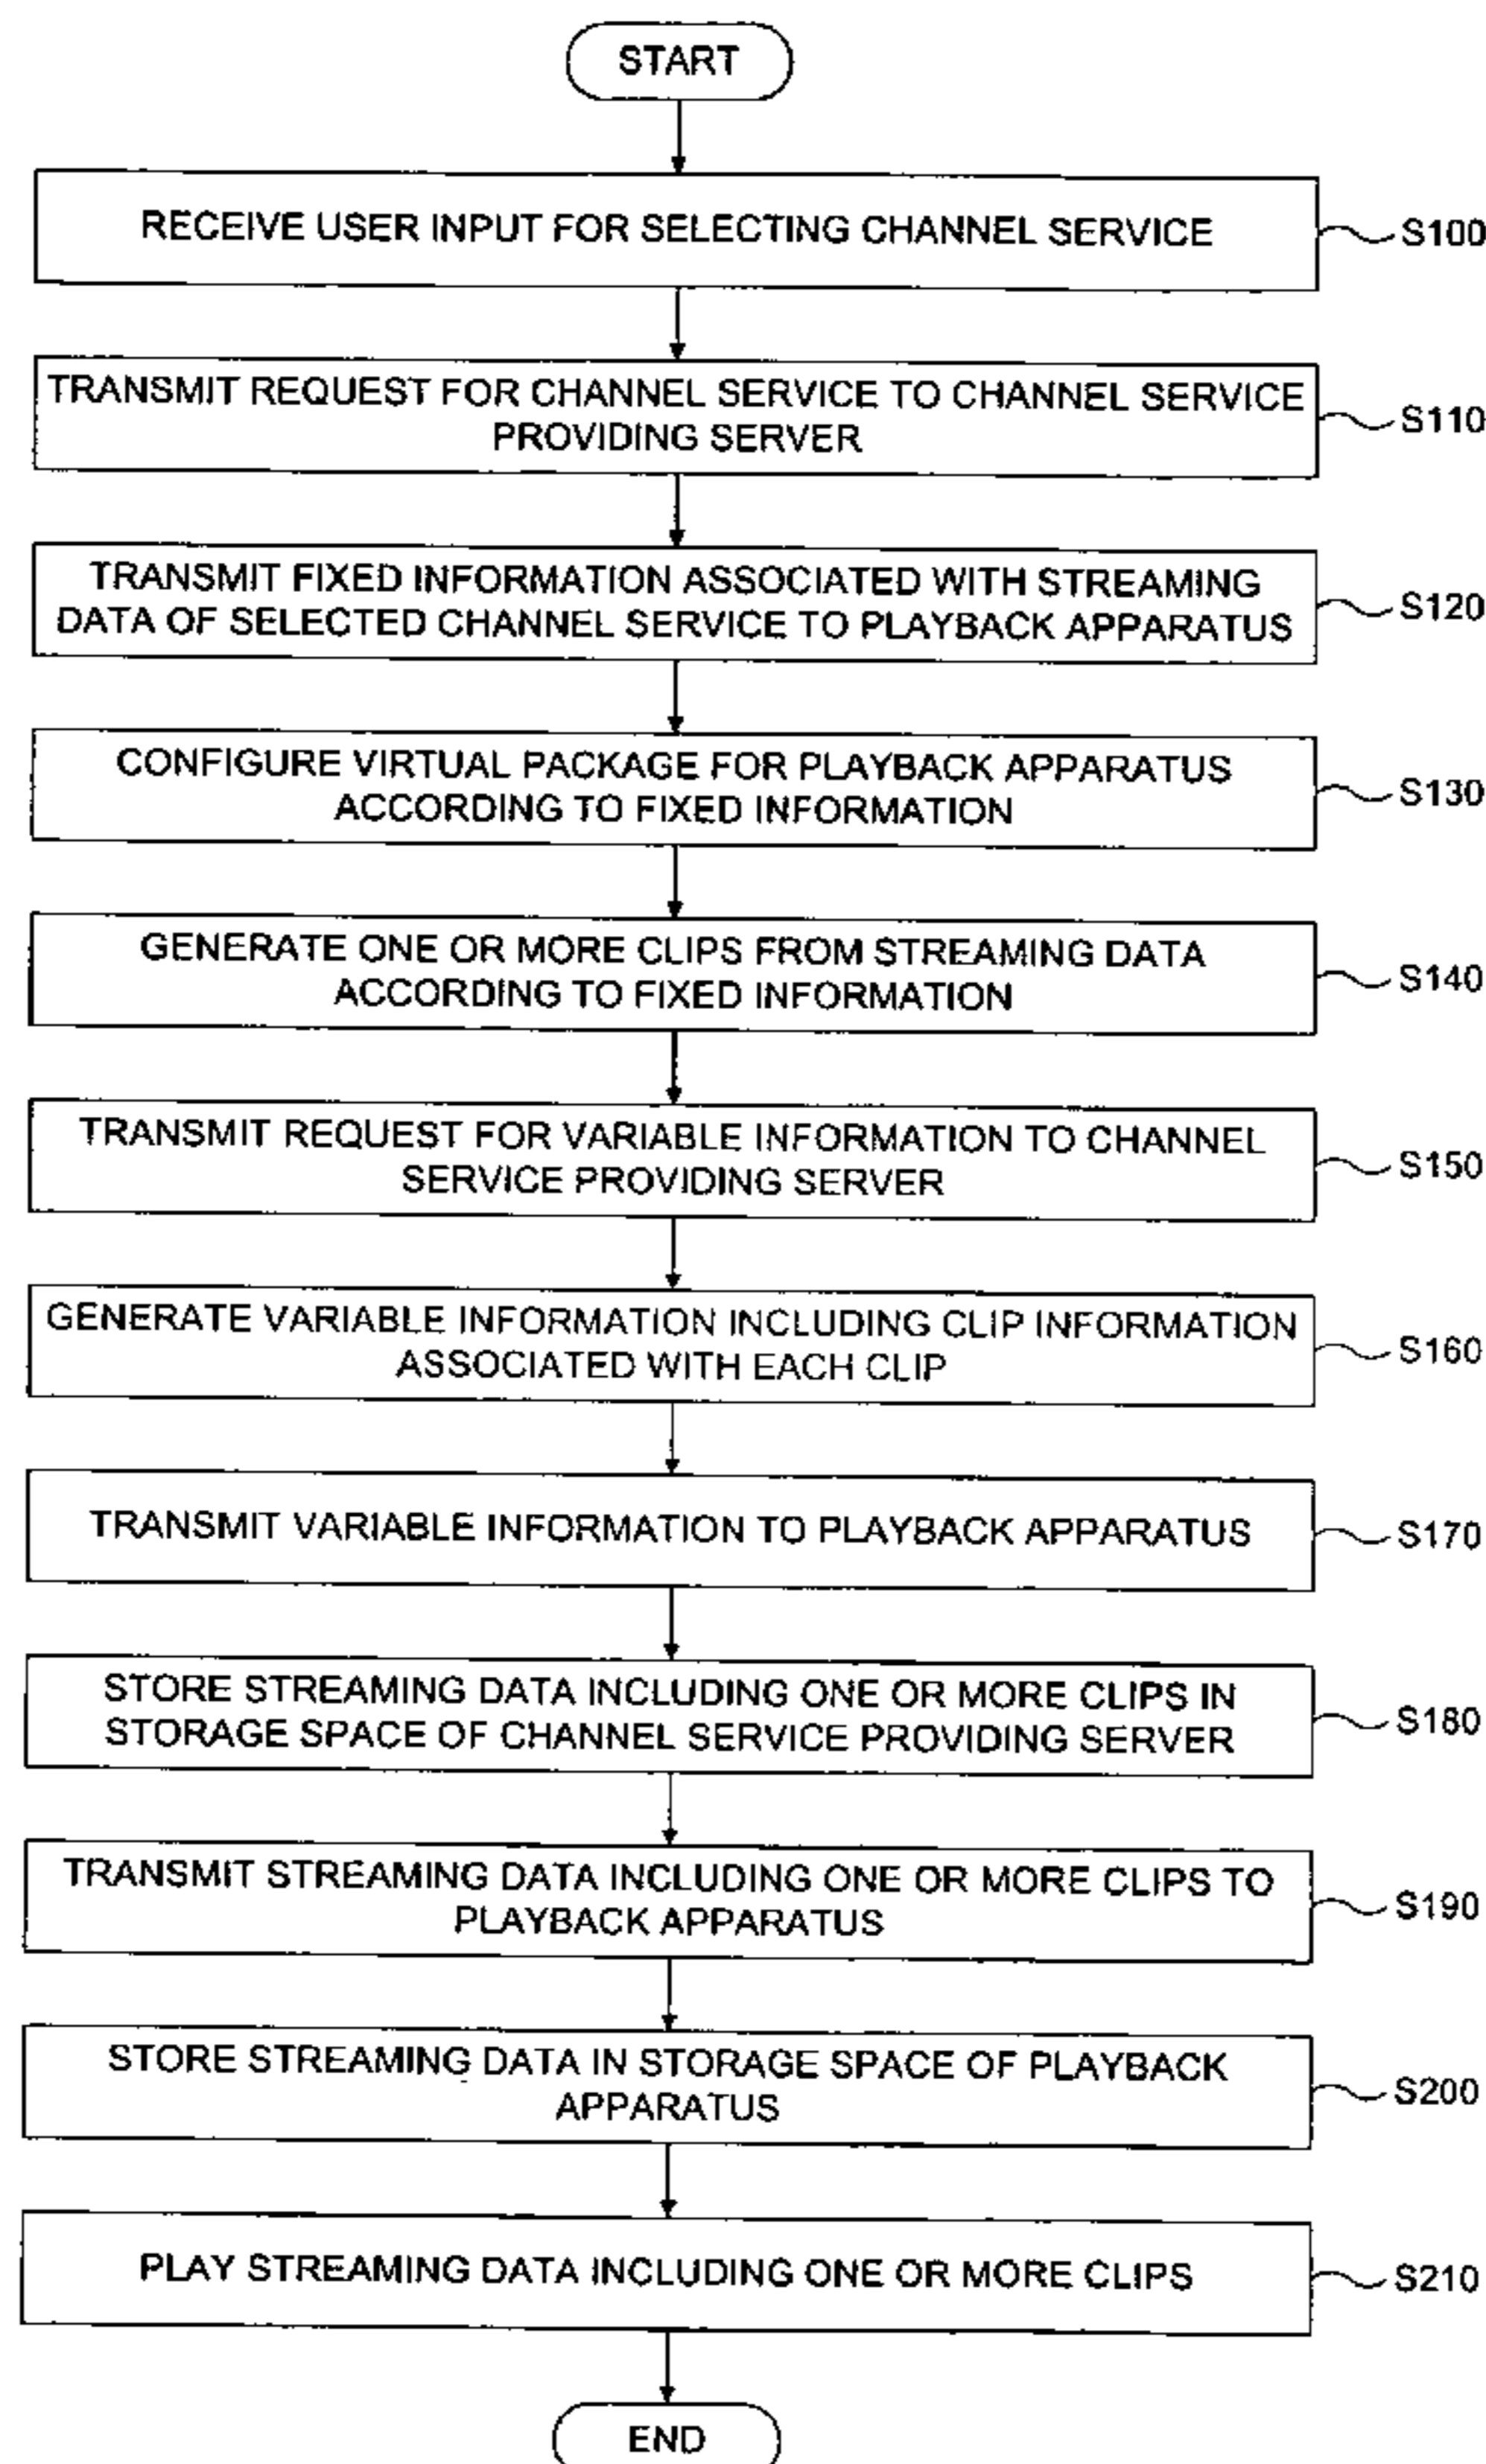 START
RECEIVE USER INPUT FOR SELECTING CHANNEL SERVICE
S100
TRANSMIT REQUEST FOR CHANNEL SERVICE TO CHANNEL SERVICE
PROVIDING SERVER
S110
TRANSMIT FIXED INFORMATION ASSOCIATED WITH STREAMING
DATA OF SELECTED CHANNEL SERVICE TO PLAYBACK APPARATUS
S120
CONFIGURE VIRTUAL PACKAGE FOR PLAYBACK APPARATUS
ACCORDING TO FIXED INFORMATION
S130
GENERATE ONE OR MORE CLIPS FROM STREAMING DATA
ACCORDING TO FIXED INFORMATION
S140
TRANSMIT REQUEST FOR VARIABLE INFORMATION TO CHANNEL
SERVICE PROVIDING SERVER
S150
GENERATE VARIABLE INFORMATION INCLUDING CLIP INFORMATION
ASSOCIATED WITH EACH CLIP
S160
TRANSMIT VARIABLE INFORMATION TO PLAYBACK APPARATUS
S170
STORE STREAMING DATA INCLUDING ONE OR MORE CLIPS IN
STORAGE SPACE OF CHANNEL SERVICE PROVIDING SERVER
S180
TRANSMIT STREAMING DATA INCLUDING ONE OR MORE CLIPS TO
PLAYBACK APPARATUS
S190
STORE STREAMING DATA IN STORAGE SPACE OF PLAYBACK
APPARATUS
S200
PLAY STREAMING DATA INCLUDING ONE OR MORE CLIPS
S210
END